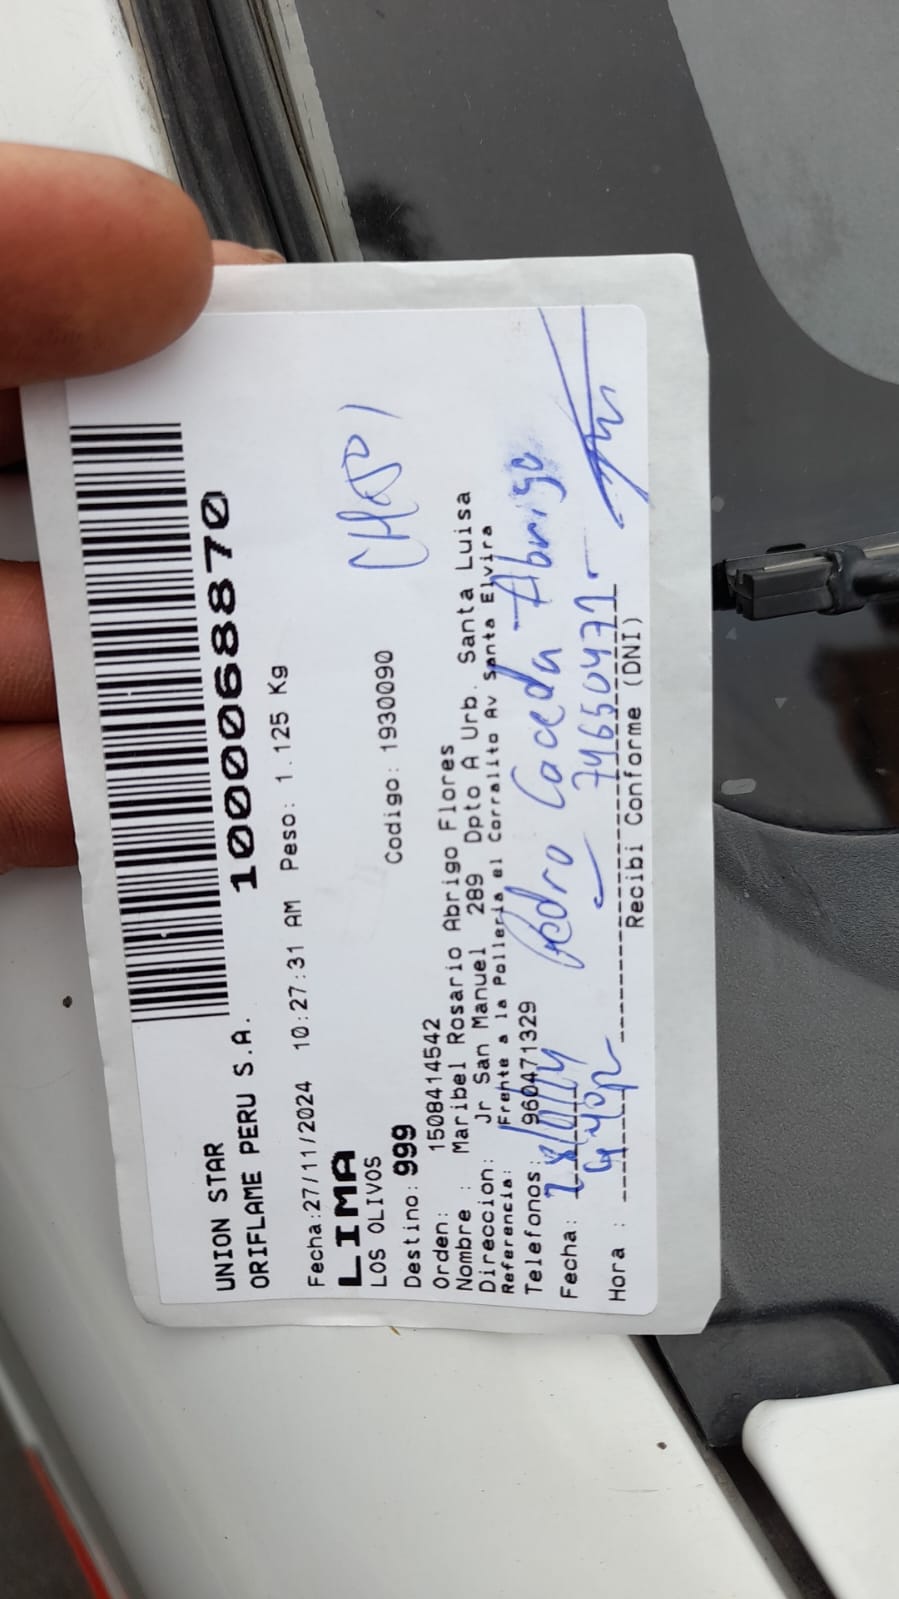 UNION STAR
ORIFLAME PERU S.A. 100068870
Fecha:27/11/2024 10:27:31 AM Peso: 1.125 Kg
LIMA
LOS OLIVOS
Destino: 999 Codigo: 1930090
Orden: 1508414542
Nombre : Maribel Rosario Abrigo Flores
Direccion: Jr San Manuel 289 Dpto A Urb. Santa Luisa
Referencia: Frente a la Polleria el Corralito Av Santa Elvira
Telefonos: 960471329
Fecha: Pedro Caceda Abrigo
Hora : 74650471
Recibi Conforme (DNI)